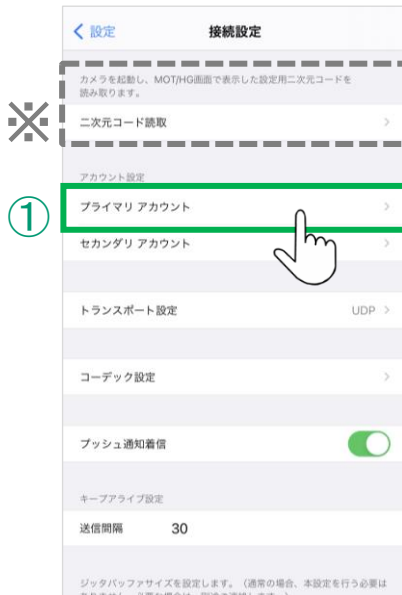 設定
接続設定
カメラを起動し、MOT/HG画面で表示した設定用二次元コードを
読み取ります。
※
二次元コード読取
アカウント設定
①
プライマリ アカウント
セカンダリ アカウント
トランスポート設定 UDP
コーデック設定
プッシュ通知着信
キープアライブ設定
送信間隔 30
ジッタバッファサイズを設定します。（通常の場合、本設定を行う必要は